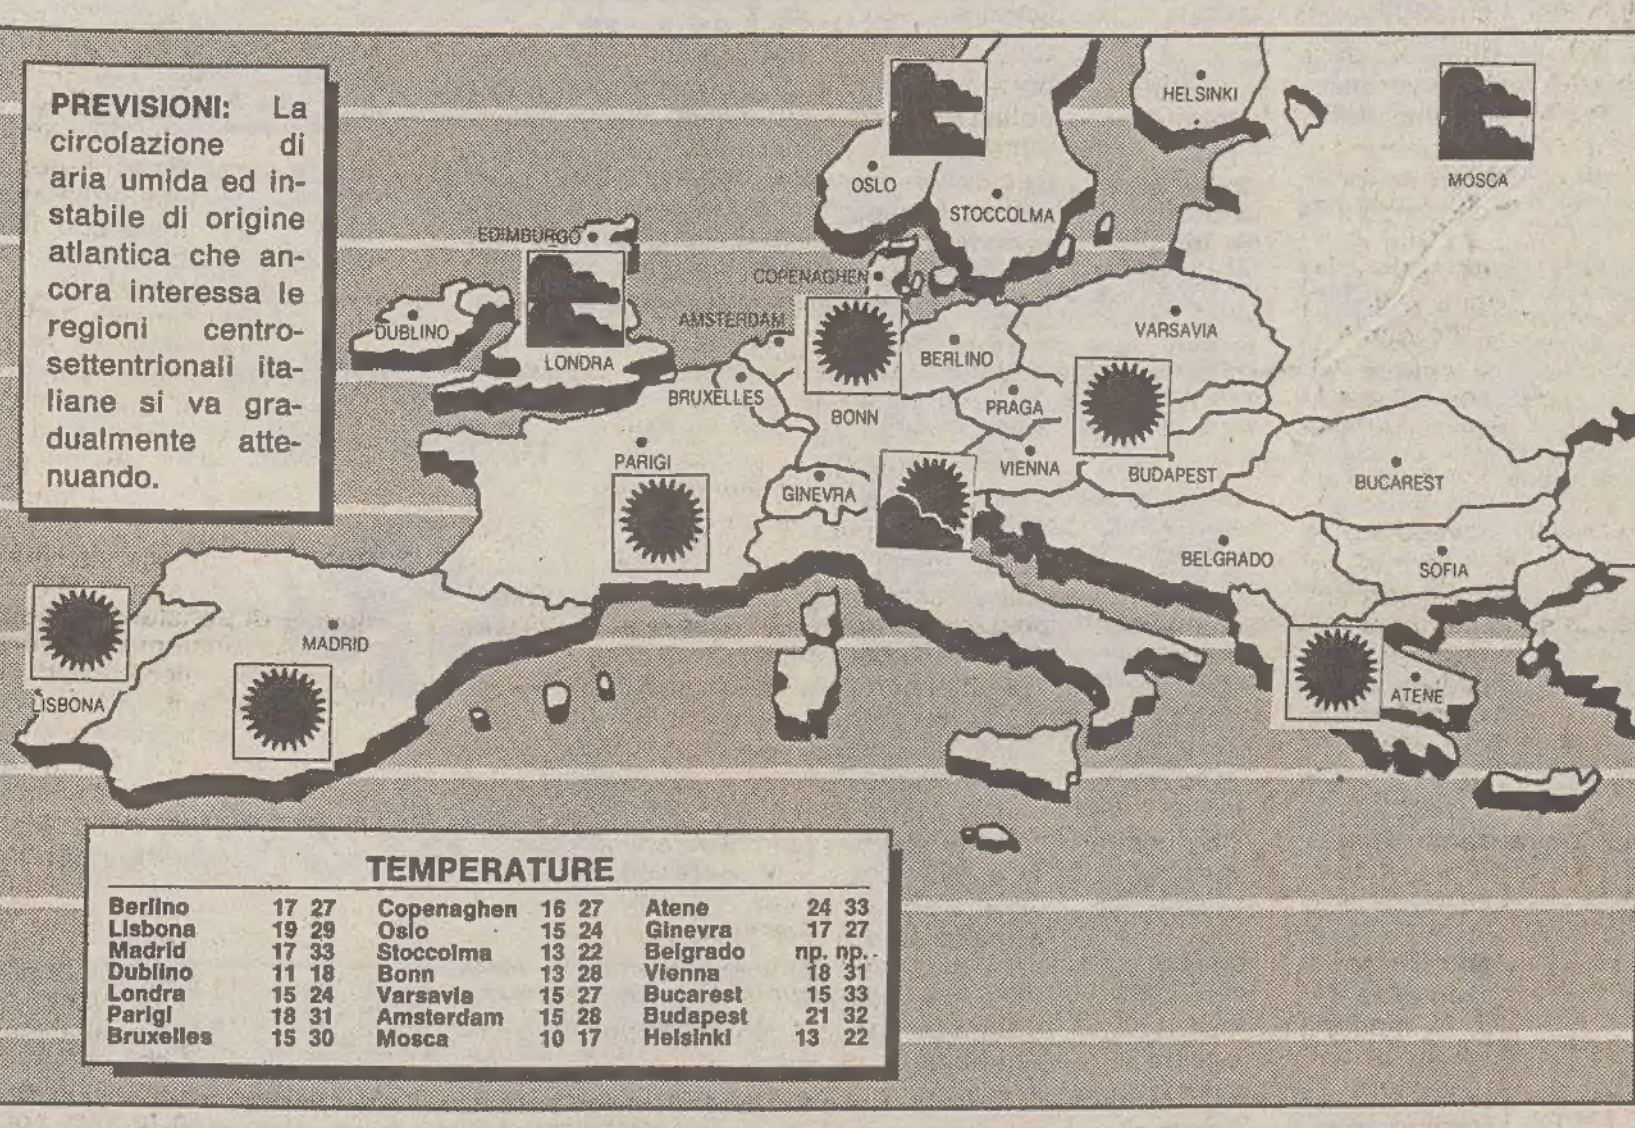 PREVISIONI: La
circolazione di
aria umida ed in-
stabile di origine
atlantica che an-
cora interessa le
regioni centro-
settentrionali ita-
liane si va gra-
dualmente atte-
nuando.
HELSINKI
MOSCA
OSLO
STOCCOLMA
EDIMBURGO
COPENAGHEN
DUBLINO
AMSTERDAM
VARSAVIA
LONDRA
BERLINO
BRUXELLES
BONN
PRAGA
PARIGI
GINEVRA
VIENNA
BUDAPEST
BUCAREST
BELGRADO
SOFIA
MADRID
LISBONA
ATENE
TEMPERATURE
Berlino 17 27 Copenaghen 16 27 Atene 24 33
Lisbona 19 29 Oslo 15 24 Ginevra 17 27
Madrid 17 33 Stoccolma 13 22 Belgrado np. np.
Dublino 11 18 Bonn 13 28 Vienna 18 31
Londra 15 24 Varsavia 15 27 Bucarest 15 33
Parigi 18 31 Amsterdam 15 28 Budapest 21 32
Bruxelles 15 30 Mosca 10 17 Helsinki 13 22